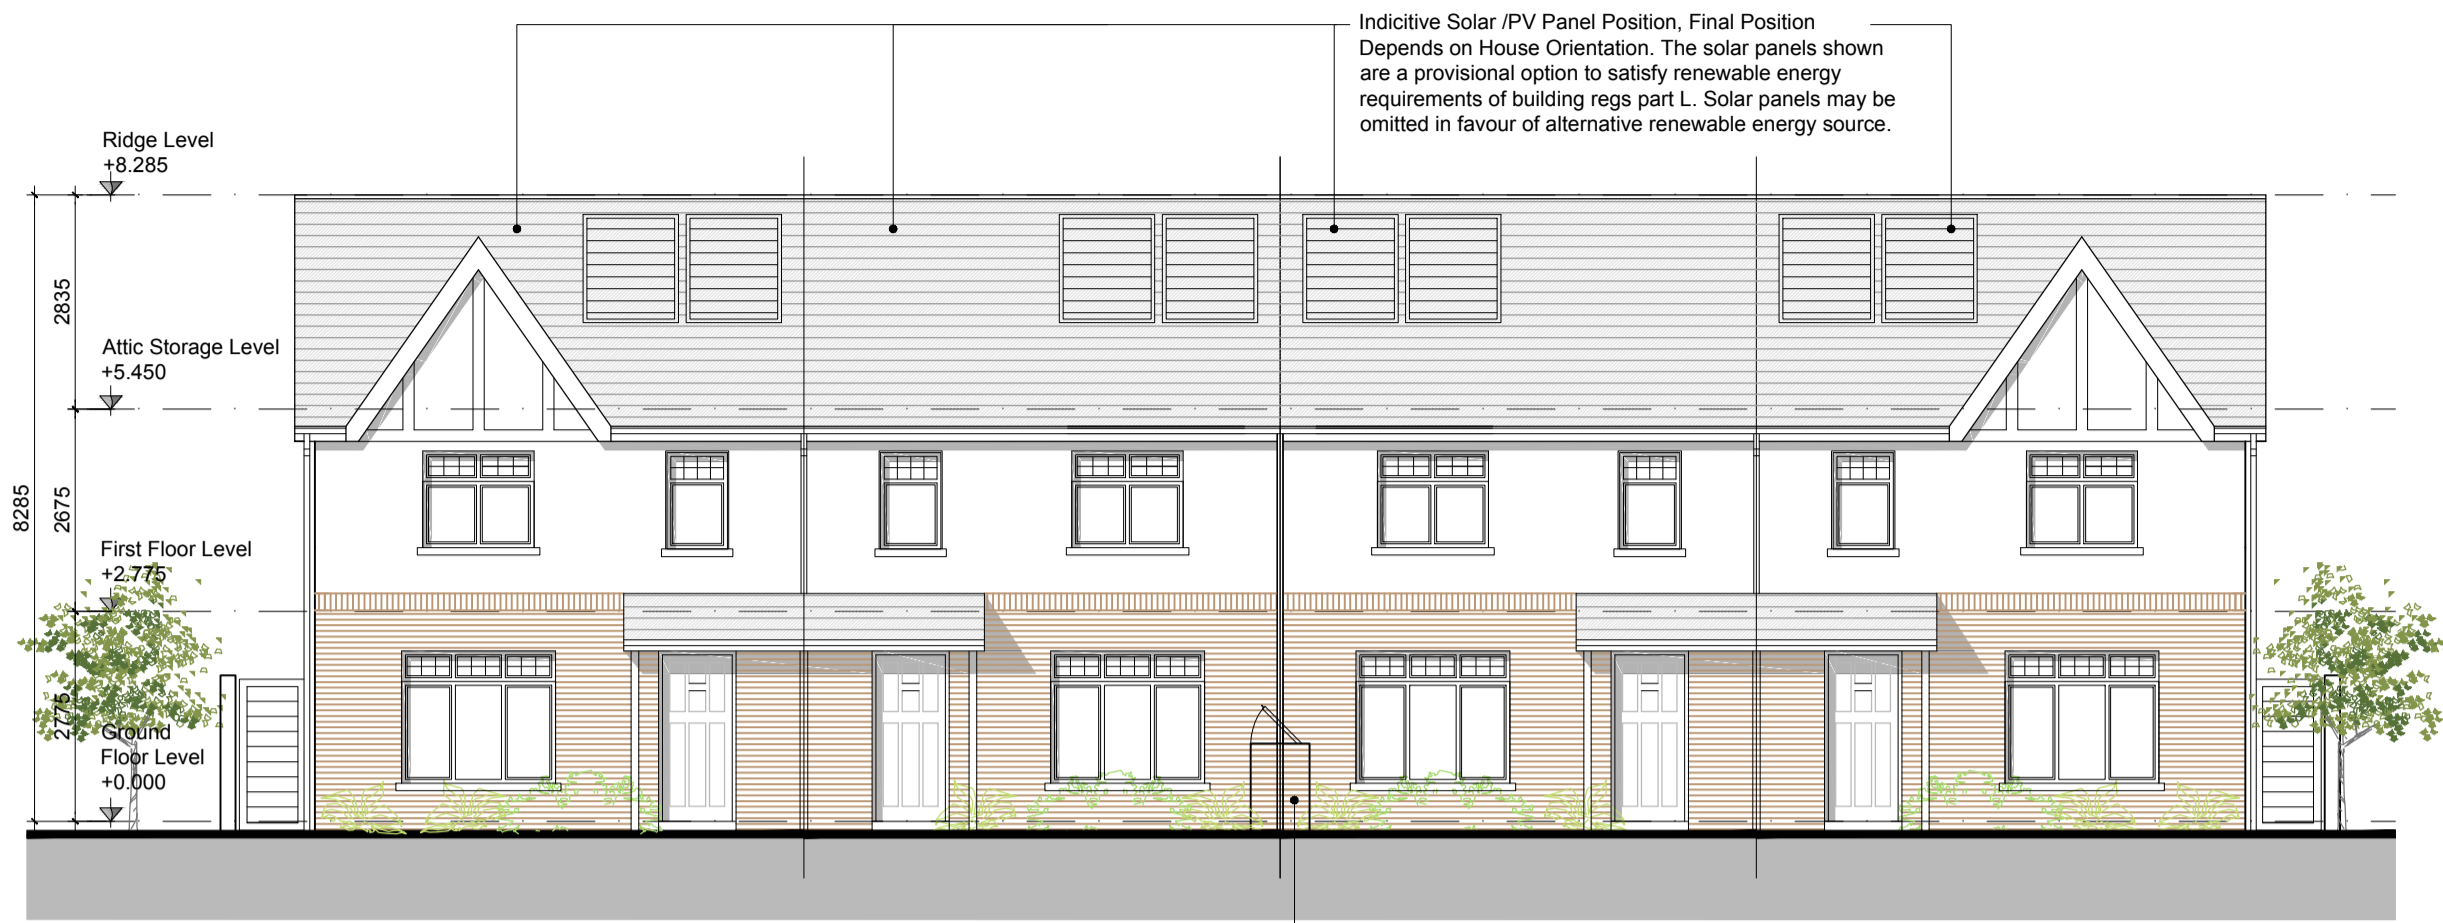 Indicitive Solar /PV Panel Position, Final Position
Depends on House Orientation. The solar panels shown
are a provisional option to satisfy renewable energy
requirements of building regs part L. Solar panels may be
omitted in favour of alternative renewable energy source.
Ridge Level
+8.285
2835
Attic Storage Level
+5.450
8285
2675
First Floor Level
+2.775
2775
Ground
Floor Level
+0.000